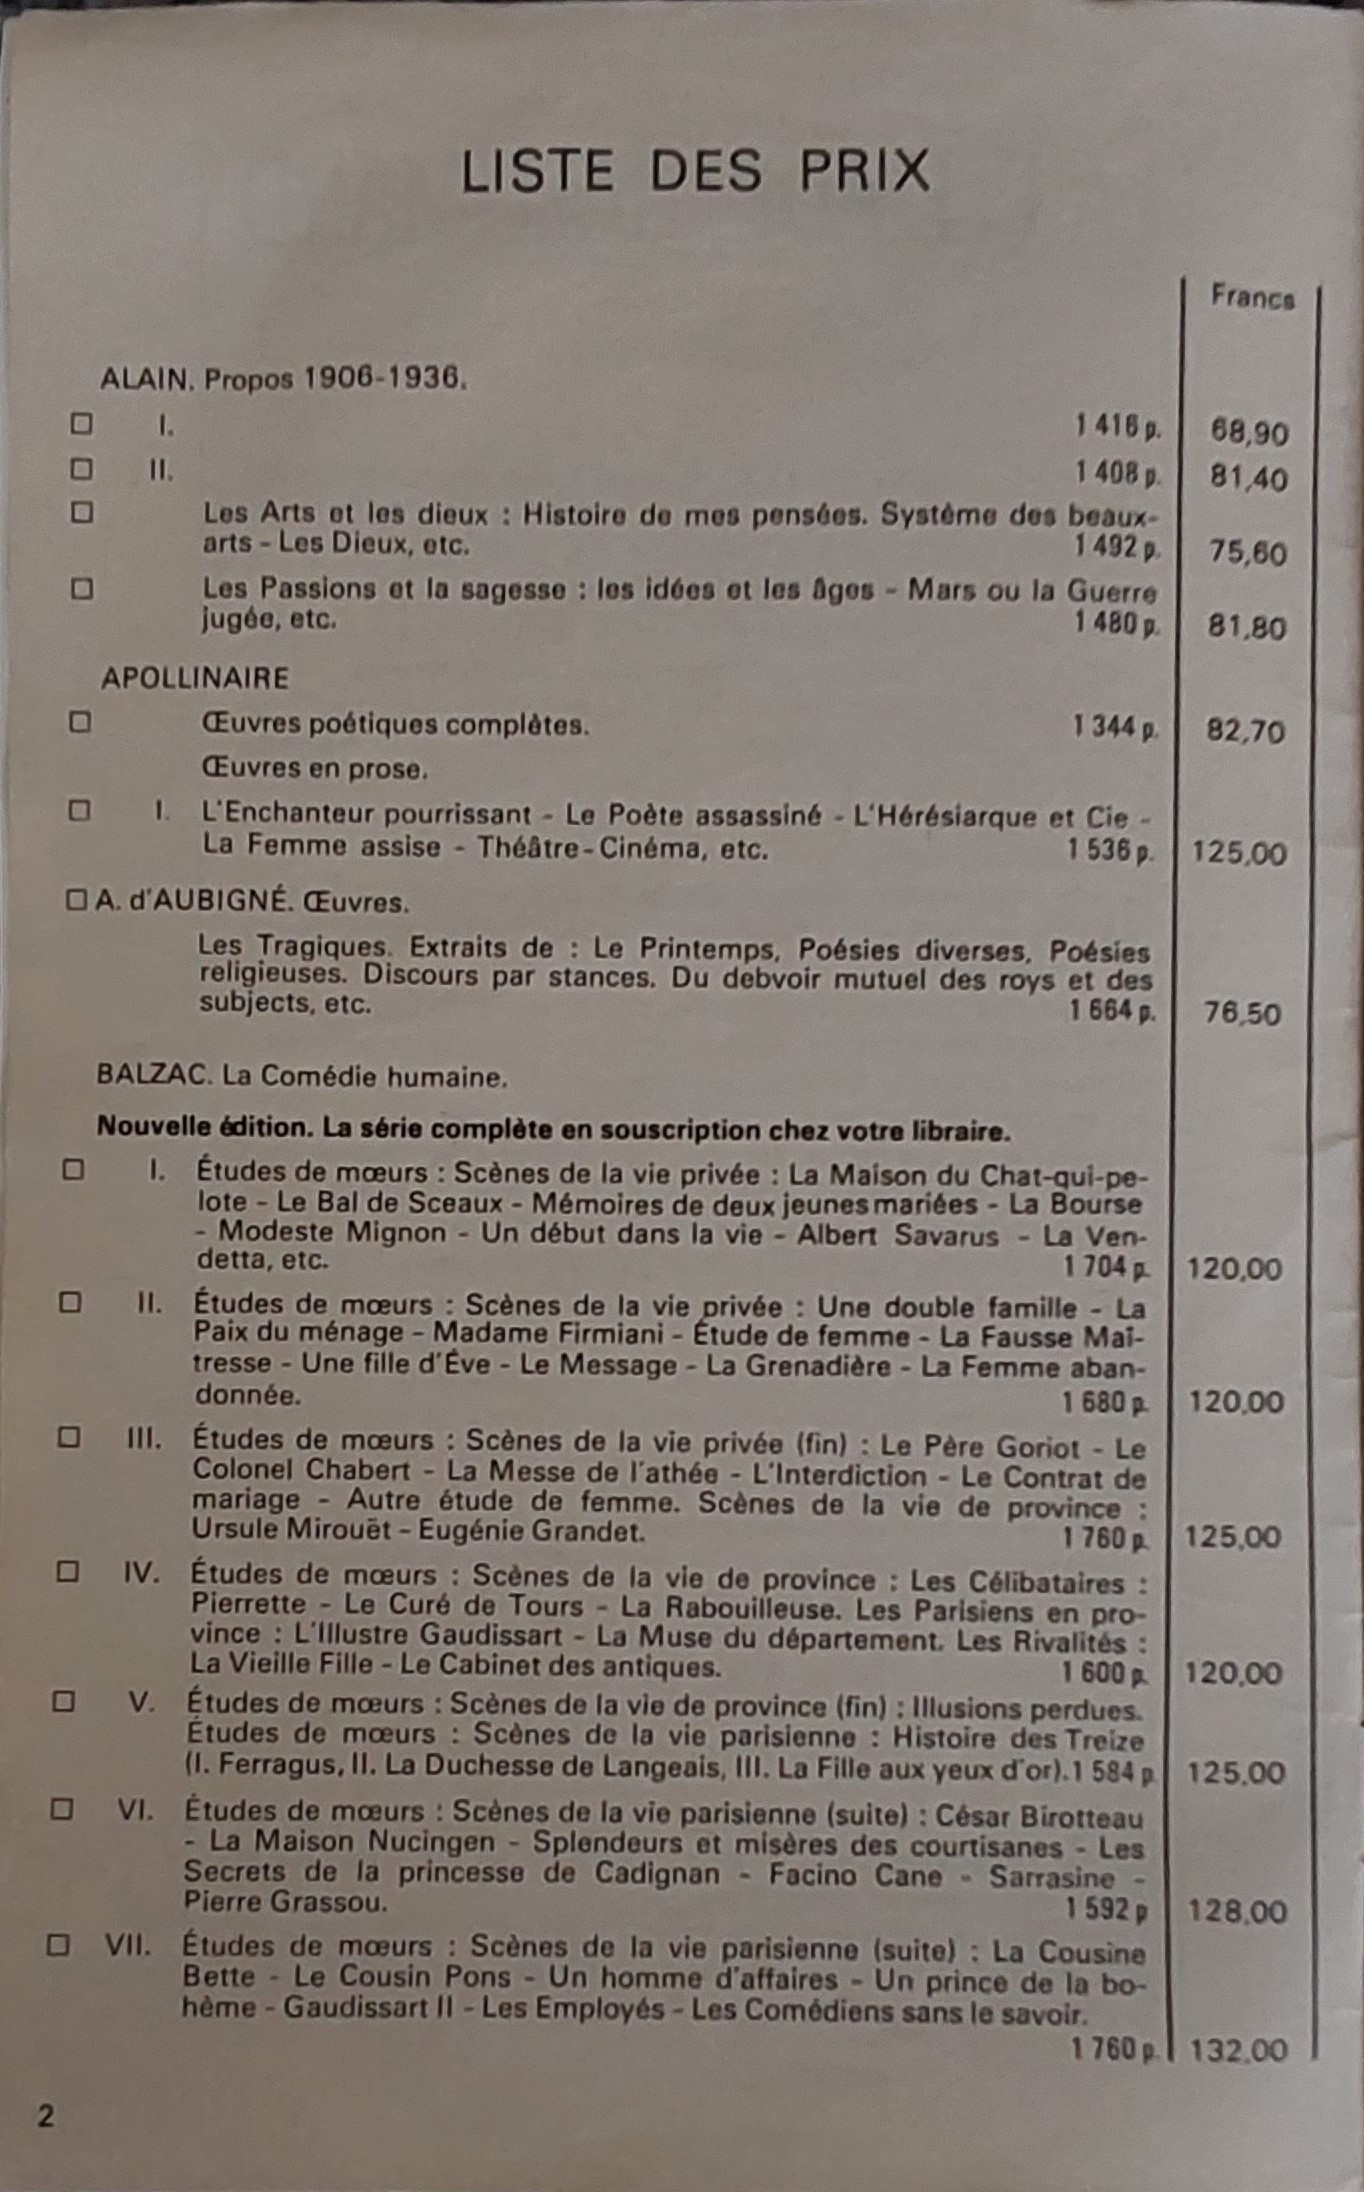 LISTE DES PRIX
Francs
ALAIN. Propos 1906-1936.
I. 1 416 p. 68,90
II. 1 408 p. 81,40
Les Arts et les dieux : Histoire de mes pensées. Système des beaux-
arts - Les Dieux, etc. 1 492 p. 75,60
Les Passions et la sagesse : les idées et les âges - Mars ou la Guerre
jugée, etc. 1 480 p. 81,80
APOLLINAIRE
Œuvres poétiques complètes. 1 344 p. 82,70
Œuvres en prose.
I. L'Enchanteur pourrissant - Le Poète assassiné - L'Hérésiarque et Cie -
La Femme assise - Théâtre-Cinéma, etc. 1 536 p. 125,00
A. d'AUBIGNÉ. Œuvres.
Les Tragiques. Extraits de : Le Printemps, Poésies diverses, Poésies
religieuses. Discours par stances. Du debvoir mutuel des roys et des
subjects, etc. 1 664 p. 76,50
BALZAC. La Comédie humaine.
Nouvelle édition. La série complète en souscription chez votre libraire.
I. Études de mœurs : Scènes de la vie privée : La Maison du Chat-qui-pe-
lote - Le Bal de Sceaux - Mémoires de deux jeunes mariées - La Bourse
- Modeste Mignon - Un début dans la vie - Albert Savarus - La Ven-
detta, etc. 1 704 p. 120,00
II. Études de mœurs : Scènes de la vie privée : Une double famille - La
Paix du ménage - Madame Firmiani - Étude de femme - La Fausse Maî-
tresse - Une fille d'Ève - Le Message - La Grenadière - La Femme aban-
donnée. 1 680 p. 120,00
III. Études de mœurs : Scènes de la vie privée (fin) : Le Père Goriot - Le
Colonel Chabert - La Messe de l'athée - L'Interdiction - Le Contrat de
mariage - Autre étude de femme. Scènes de la vie de province :
Ursule Mirouët - Eugénie Grandet. 1 760 p. 125,00
IV. Études de mœurs : Scènes de la vie de province : Les Célibataires :
Pierrette - Le Curé de Tours - La Rabouilleuse. Les Parisiens en pro-
vince : L'Illustre Gaudissart - La Muse du département. Les Rivalités :
La Vieille Fille - Le Cabinet des antiques. 1 600 p. 120,00
V. Études de mœurs : Scènes de la vie de province (fin) : Illusions perdues.
Études de mœurs : Scènes de la vie parisienne : Histoire des Treize
(I. Ferragus, II. La Duchesse de Langeais, III. La Fille aux yeux d'or). 1 584 p 125,00
VI. Études de mœurs : Scènes de la vie parisienne (suite) : César Birotteau
- La Maison Nucingen - Splendeurs et misères des courtisanes - Les
Secrets de la princesse de Cadignan - Facino Cane - Sarrasine -
Pierre Grassou. 1 592 p 128,00
VII. Études de mœurs : Scènes de la vie parisienne (suite) : La Cousine
Bette - Le Cousin Pons - Un homme d'affaires - Un prince de la bo-
hème - Gaudissart II - Les Employés - Les Comédiens sans le savoir.
1 760 p. 132,00
2